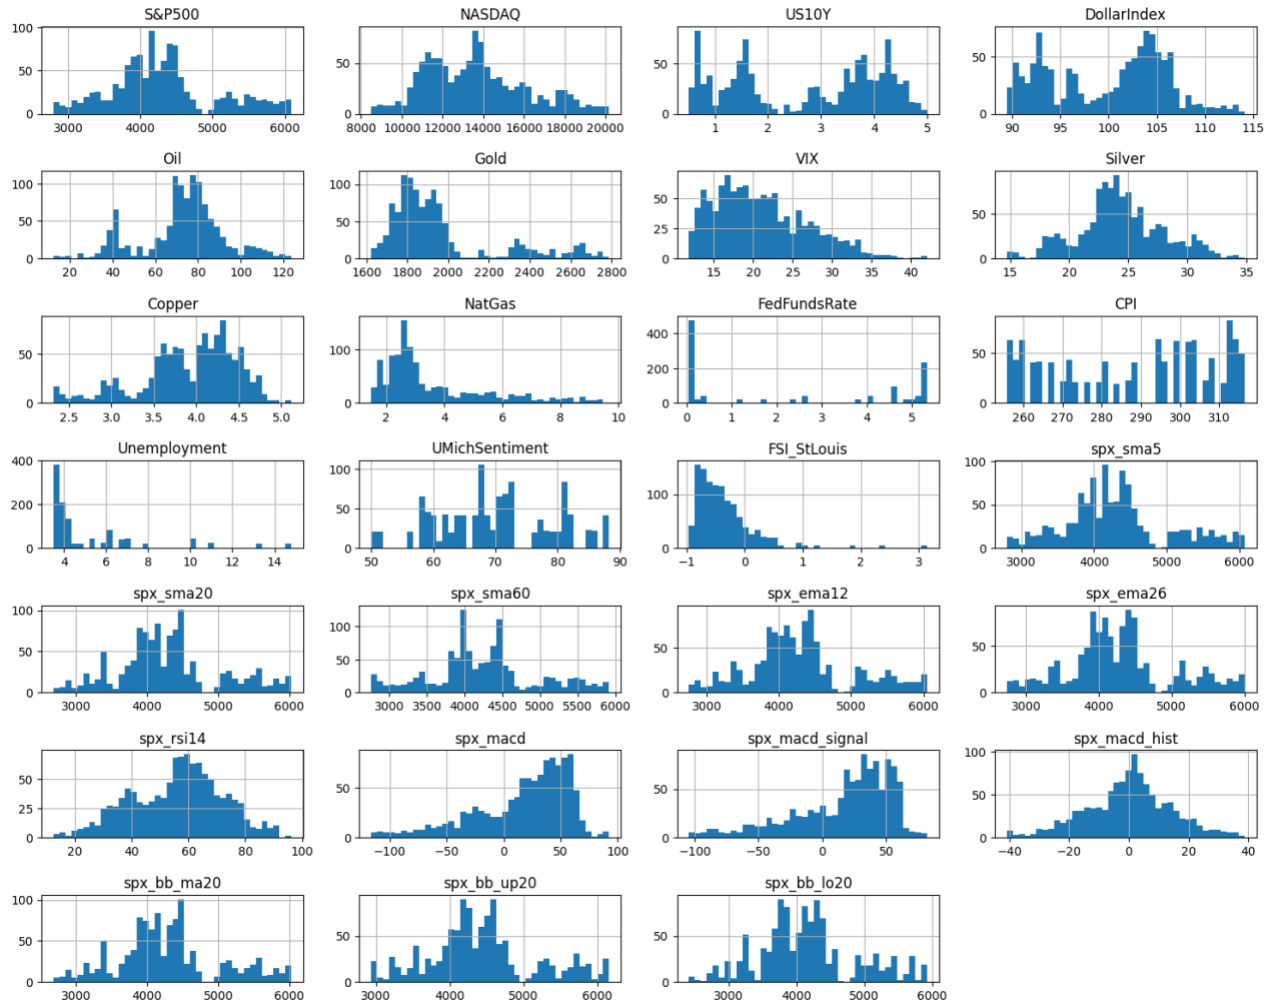 S&P500 NASDAQ US10Y DollarIndex
100
50
0
3000 4000 5000 6000
50
0
8000 10000 12000 14000 16000 18000 20000
50
0
1 2 3 4 5
50
0
90 95 100 105 110 115
Oil Gold VIX Silver
100
50
0
20 40 60 80 100 120
100
50
0
1600 1800 2000 2200 2400 2600 2800
50
25
0
15 20 25 30 35 40
50
0
15 20 25 30 35
Copper NatGas FedFundsRate CPI
50
0
2.5 3.0 3.5 4.0 4.5 5.0
100
0
2 4 6 8 10
400
200
0
0 1 2 3 4 5
50
0
260 270 280 290 300 310
Unemployment UMichSentiment FSI_StLouis spx_sma5
400
200
0
4 6 8 10 12 14
100
50
0
50 60 70 80 90
100
0
−1 0 1 2 3
100
50
0
3000 4000 5000 6000
spx_sma20 spx_sma60 spx_ema12 spx_ema26
100
50
0
3000 4000 5000 6000
100
50
0
3000 3500 4000 4500 5000 5500 6000
50
0
3000 4000 5000 6000
50
0
3000 4000 5000 6000
spx_rsi14 spx_macd spx_macd_signal spx_macd_hist
50
25
0
20 40 60 80 100
50
0
−100 −50 0 50 100
50
0
−100 −50 0 50
100
50
0
−40 −20 0 20 40
spx_bb_ma20 spx_bb_up20 spx_bb_lo20
100
50
0
3000 4000 5000 6000
50
0
3000 4000 5000 6000
50
0
3000 4000 5000 6000